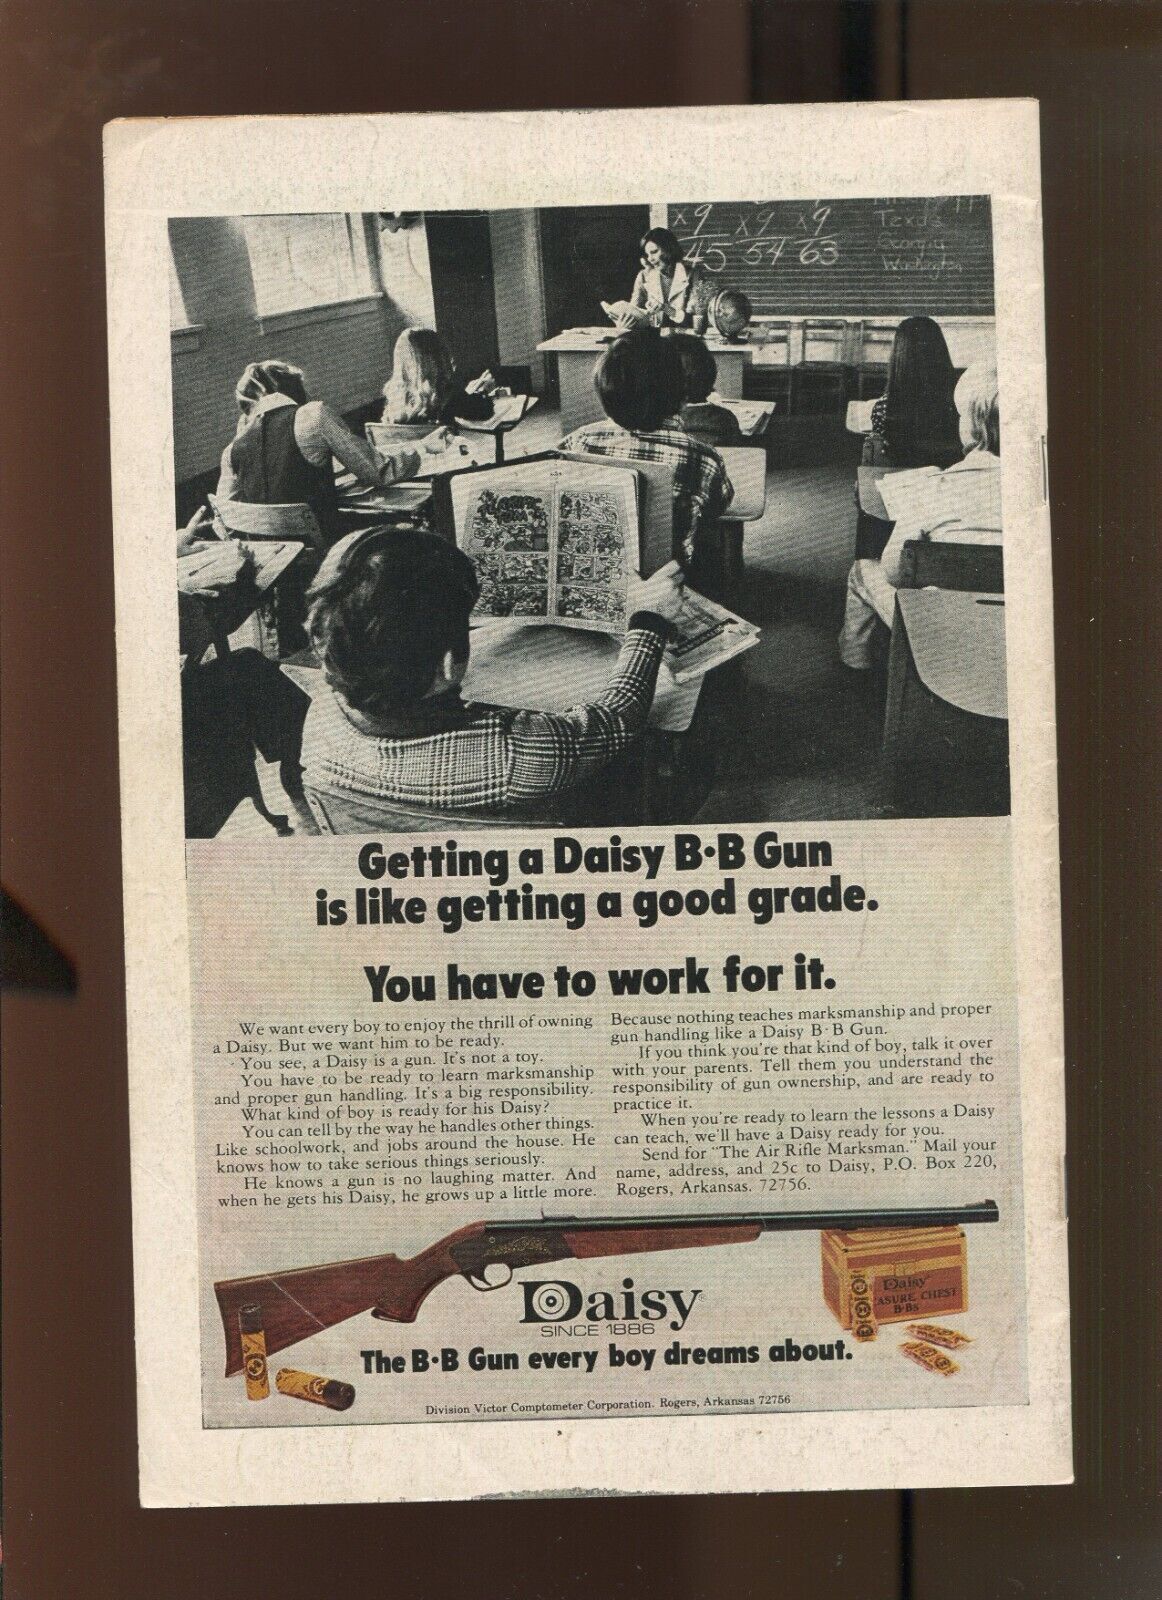 x9 x9 x9
45 54 63
Texas
Georgia
Washington
Getting a Daisy B·B Gun
is like getting a good grade.
You have to work for it.
We want every boy to enjoy the thrill of owning
a Daisy. But we want him to be ready.
You see, a Daisy is a gun. It's not a toy.
You have to be ready to learn marksmanship
and proper gun handling. It's a big responsibility.
What kind of boy is ready for his Daisy?
You can tell by the way he handles other things.
Like schoolwork, and jobs around the house. He
knows how to take serious things seriously.
He knows a gun is no laughing matter. And
when he gets his Daisy, he grows up a little more.
Because nothing teaches marksmanship and proper
gun handling like a Daisy B·B Gun.
If you think you're that kind of boy, talk it over
with your parents. Tell them you understand the
responsibility of gun ownership, and are ready to
practice it.
When you're ready to learn the lessons a Daisy
can teach, we'll have a Daisy ready for you.
Send for "The Air Rifle Marksman." Mail your
name, address, and 25c to Daisy, P.O. Box 220,
Rogers, Arkansas. 72756.
Daisy
ASURE CHEST
B·BS
Daisy®
SINCE 1886
The B·B Gun every boy dreams about.
Division Victor Comptometer Corporation. Rogers, Arkansas 72756